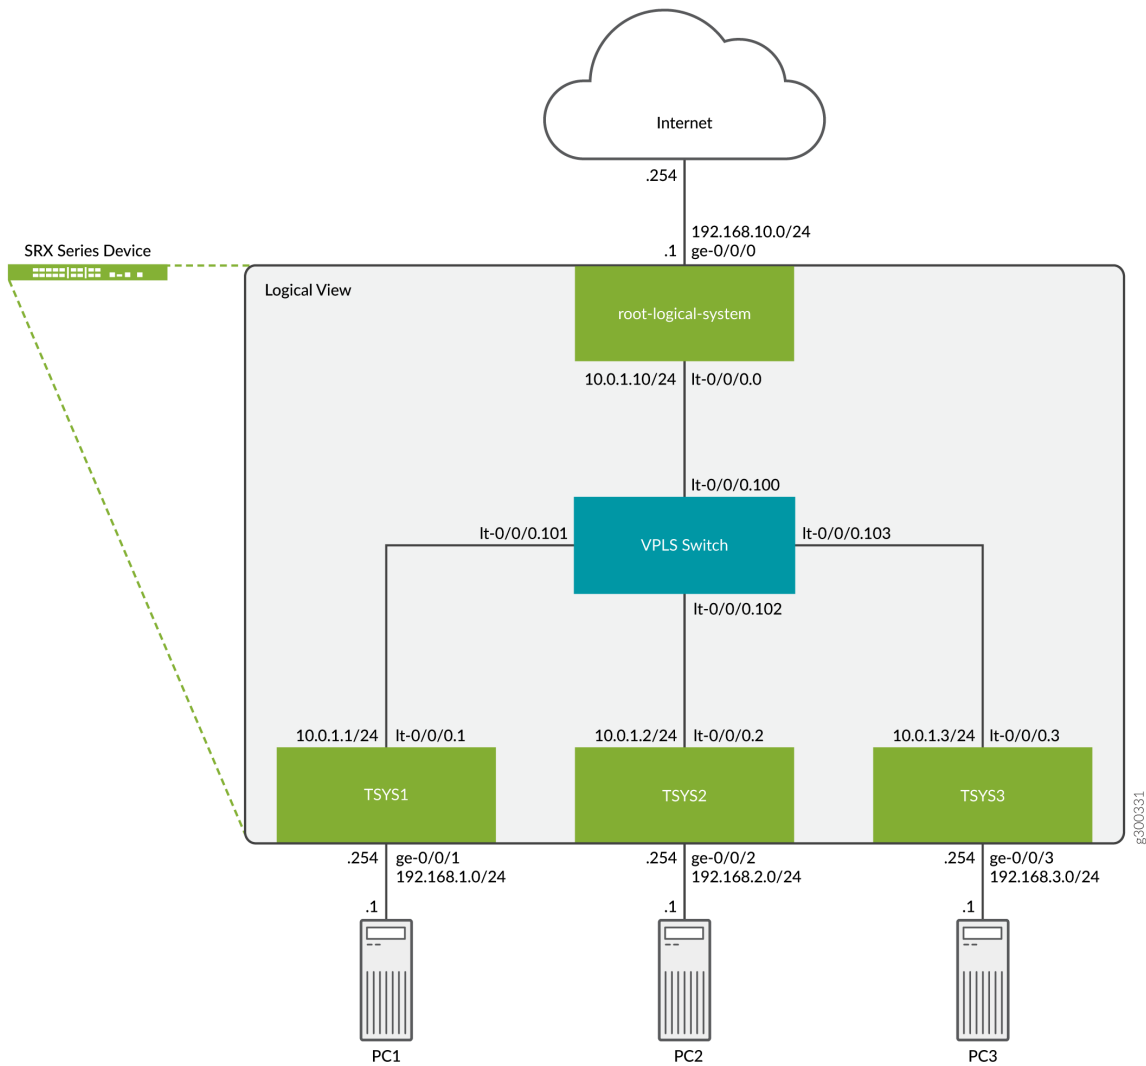 Internet
.254
192.168.10.0/24
.1
ge-0/0/0
SRX Series Device
Logical View
root-logical-system
10.0.1.10/24
lt-0/0/0.0
lt-0/0/0.100
lt-0/0/0.101
VPLS Switch
lt-0/0/0.103
lt-0/0/0.102
10.0.1.1/24
lt-0/0/0.1
10.0.1.2/24
lt-0/0/0.2
10.0.1.3/24
lt-0/0/0.3
TSYS1
TSYS2
TSYS3
g300331
.254
ge-0/0/1
192.168.1.0/24
.254
ge-0/0/2
192.168.2.0/24
.254
ge-0/0/3
192.168.3.0/24
.1
.1
.1
PC1
PC2
PC3